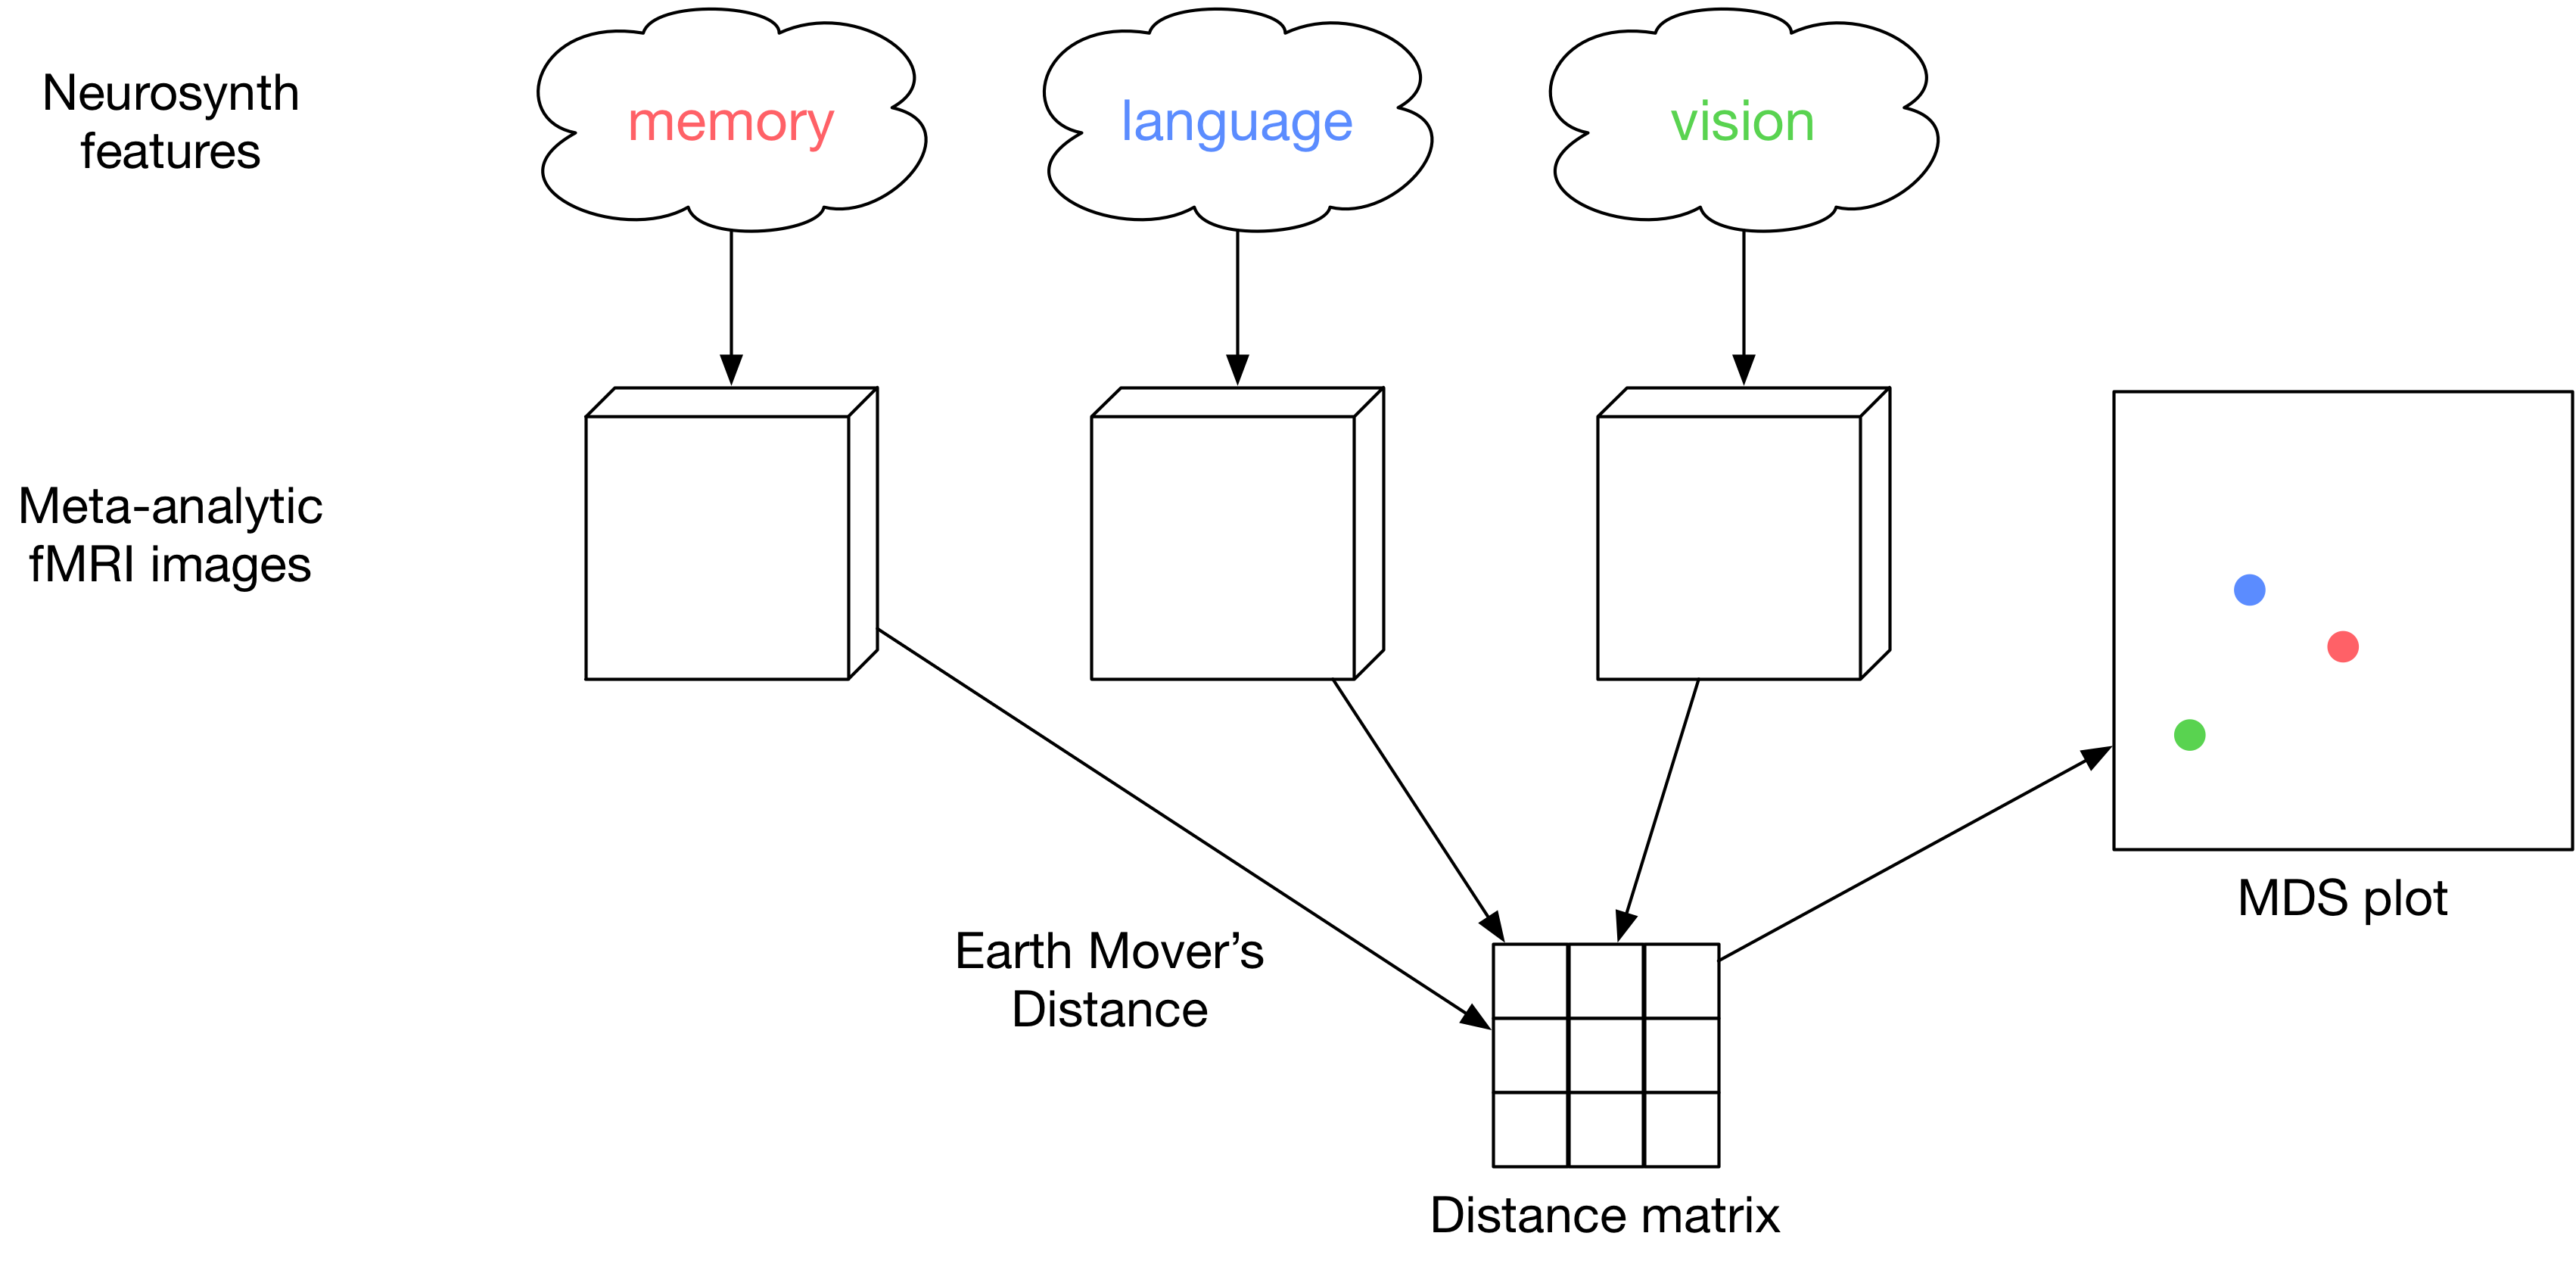 Neurosynth
features
memory
language
vision
Meta-analytic
fMRI images
MDS plot
Earth Mover’s
Distance
Distance matrix